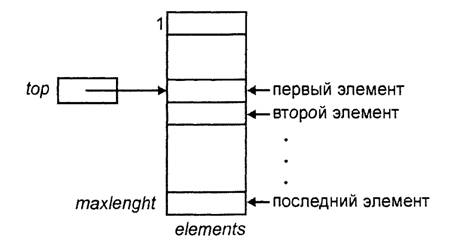 1
top
первый элемент
второй элемент
.
.
.
maxlenght
последний элемент
elements